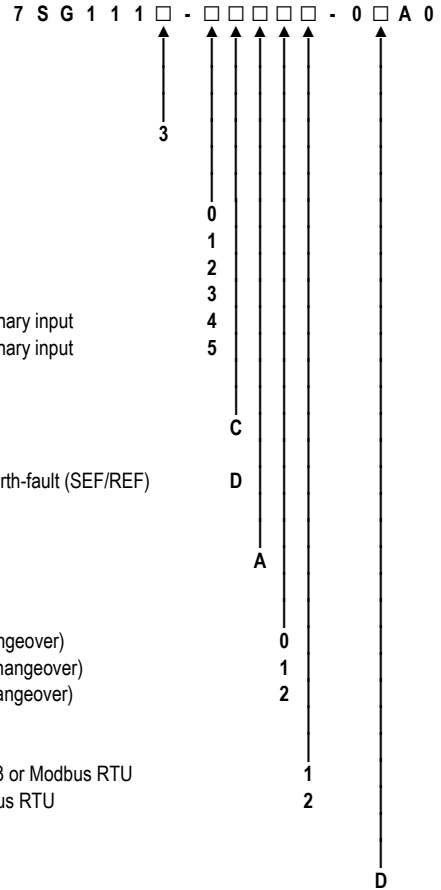 7 S G 1 1 1 □ - □ □ □ □ □ - 0 □ A 0
3
0
1
2
3
nary input 4
nary input 5
C
rth-fault (SEF/REF) D
A
ngeover) 0
hangeover) 1
angeover) 2
3 or Modbus RTU 1
us RTU 2
D